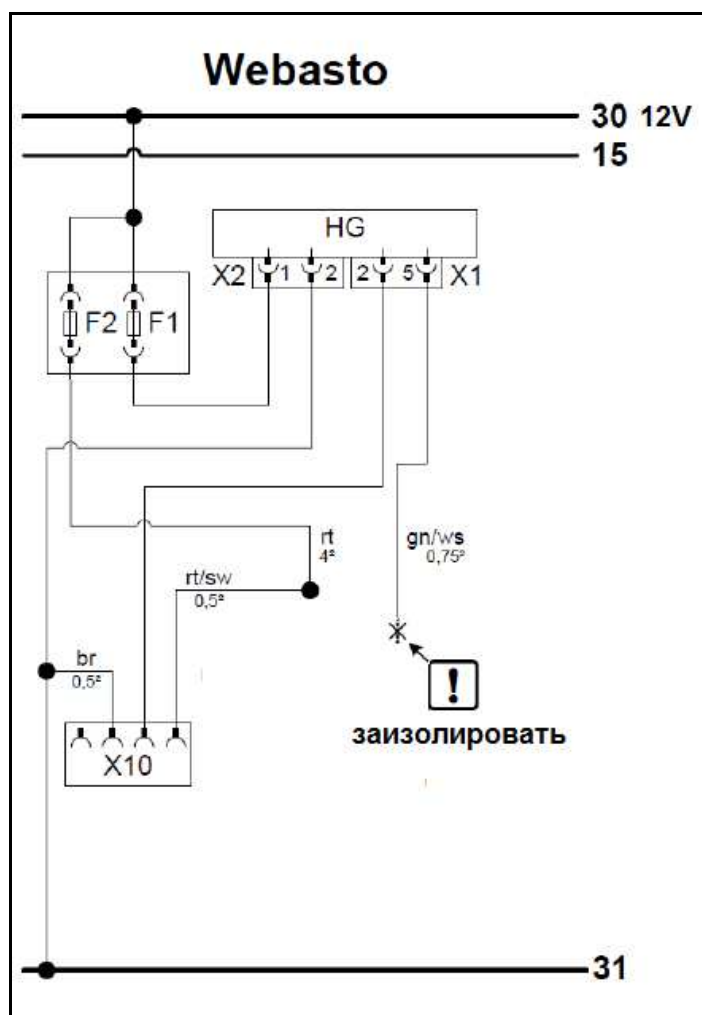 Webasto
30 12V
15
HG
X2 1 2 2 5 X1
F2 F1
rt
4²
gn/ws
0,75²
rt/sw
0,5²
br
0,5²
!
заизолировать
X10
31